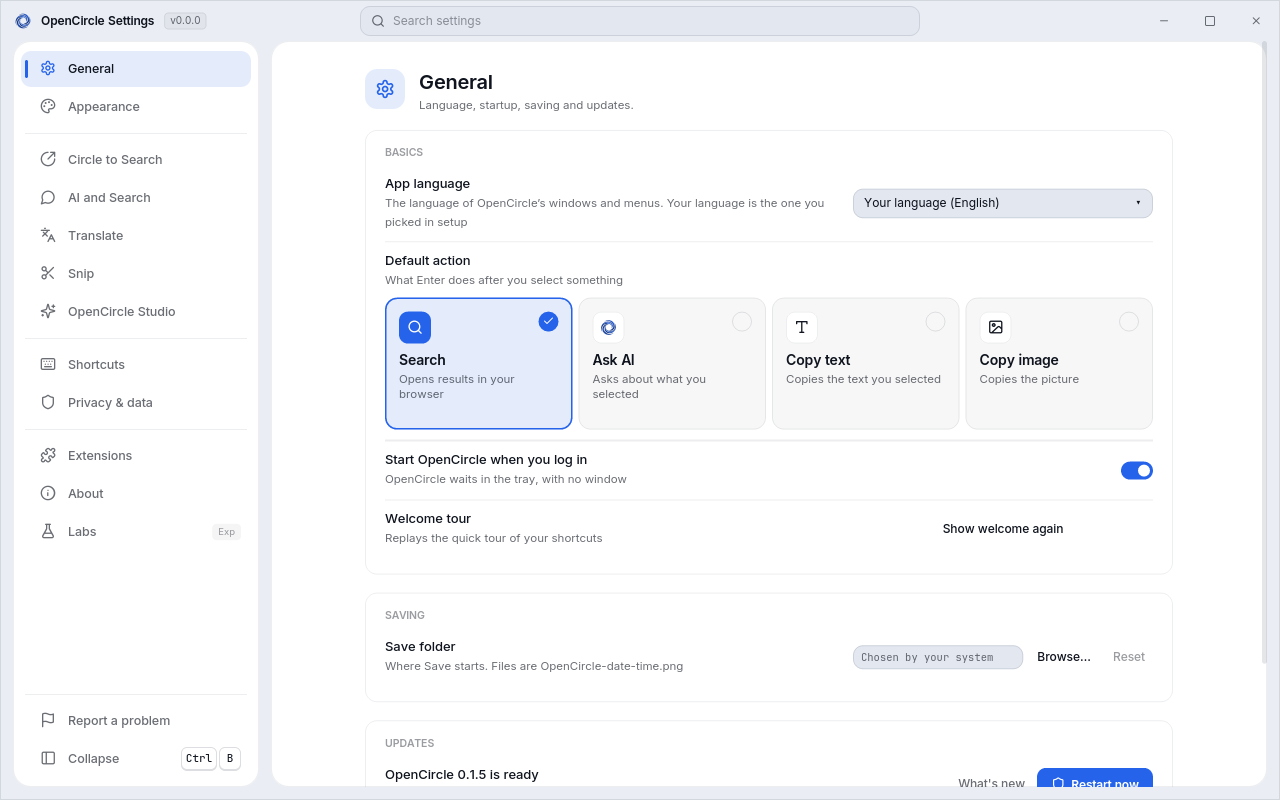 OpenCircle Settings v0.0.0
Search settings
General
Appearance
Circle to Search
AI and Search
Translate
Snip
OpenCircle Studio
Shortcuts
Privacy & data
Extensions
About
Labs Exp
Report a problem
Collapse Ctrl B
General
Language, startup, saving and updates.
BASICS
App language
The language of OpenCircle's windows and menus. Your language is the one you
picked in setup
Your language (English)
Default action
What Enter does after you select something
Search
Opens results in your
browser
Ask AI
Asks about what you
selected
Copy text
Copies the text you selected
Copy image
Copies the picture
Start OpenCircle when you log in
OpenCircle waits in the tray, with no window
Welcome tour
Replays the quick tour of your shortcuts
Show welcome again
SAVING
Save folder
Where Save starts. Files are OpenCircle-date-time.png
Chosen by your system
Browse...
Reset
UPDATES
OpenCircle 0.1.5 is ready
What's new
Restart now